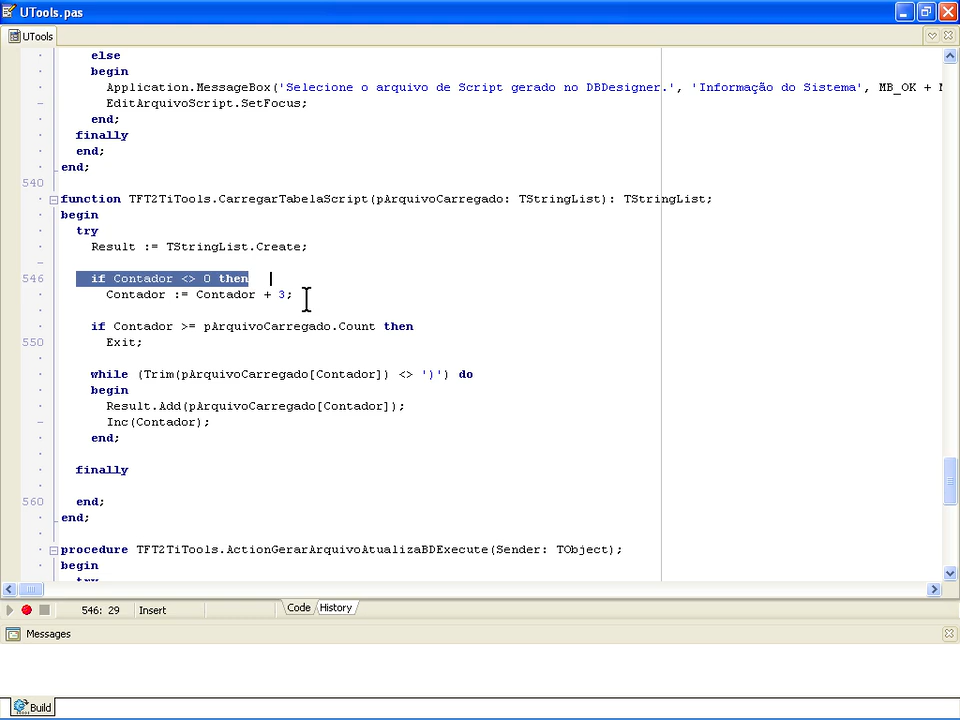 UTools.pas
UTools
else
begin
Application.MessageBox('Selecione o arquivo de Script gerado no DBDesigner.', 'Informação do Sistema', MB_OK +
EditArquivoScript.SetFocus;
end;
finally
end;
end;
540
function TFT2TiTools.CarregarTabelaScript(pArquivoCarregado: TStringList): TStringList;
begin
try
Result := TStringList.Create;
546 if Contador <> 0 then
Contador := Contador + 3;
if Contador >= pArquivoCarregado.Count then
550 Exit;
while (Trim(pArquivoCarregado[Contador]) <> ')') do
begin
Result.Add(pArquivoCarregado[Contador]);
Inc(Contador);
end;
finally
560 end;
end;
procedure TFT2TiTools.ActionGerarArquivoAtualizaBDExecute(Sender: TObject);
begin
try
546: 29 Insert Code History
Messages
Build